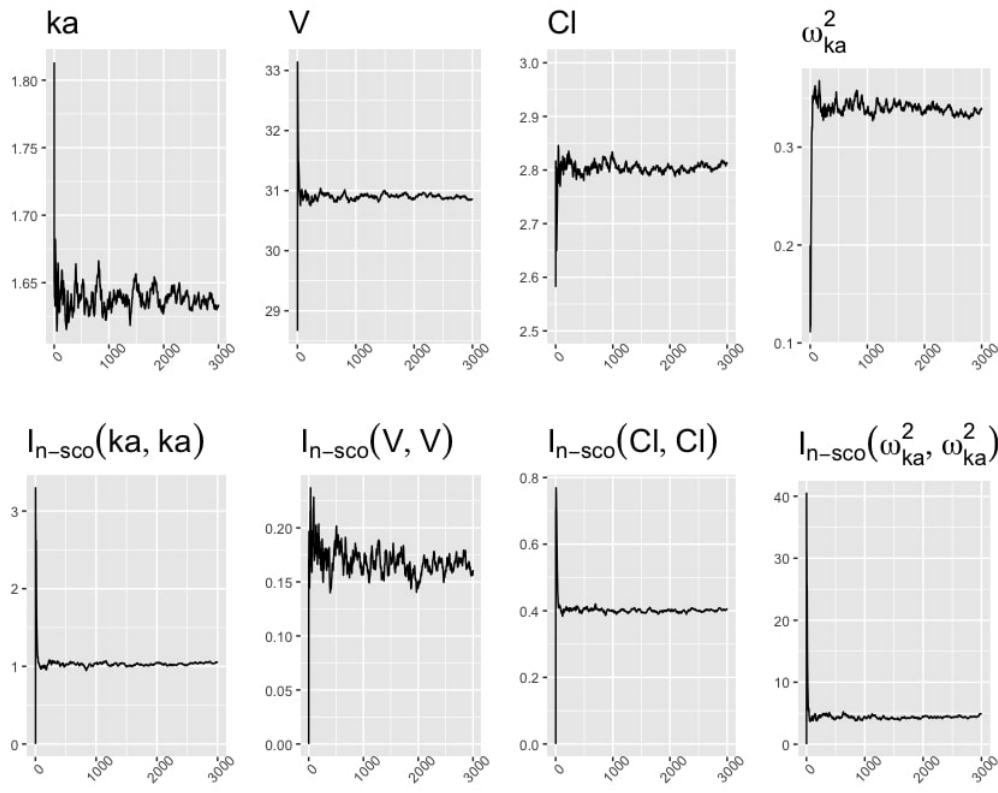 ka
1.80
1.75
1.70
1.65
0 1000 2000 3000
V
33
32
31
30
29
0 1000 2000 3000
Cl
3.0
2.9
2.8
2.7
2.6
2.5
0 1000 2000 3000
ω²ka
0.3
0.2
0.1
0 1000 2000 3000
In−sco(ka, ka)
3
2
1
0
0 1000 2000 3000
In−sco(V, V)
0.20
0.15
0.10
0.05
0.00
0 1000 2000 3000
In−sco(Cl, Cl)
0.8
0.6
0.4
0.2
0.0
0 1000 2000 3000
In−sco(ω²ka, ω²ka)
40
30
20
10
0
0 1000 2000 3000